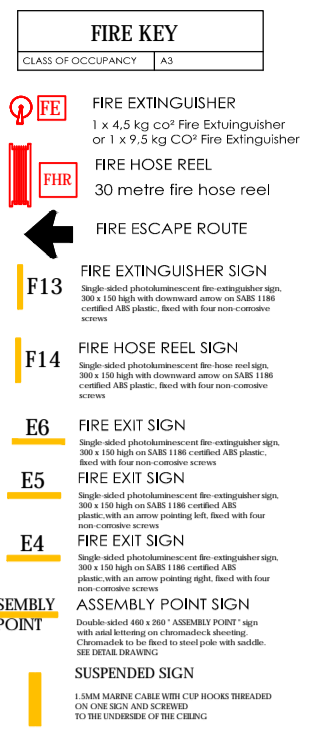 FIRE KEY
CLASS OF OCCUPANCY A3
FE FIRE EXTINGUISHER
1 x 4,5 kg co² Fire Extuinguisher
or 1 x 9,5 kg CO² Fire Extinguisher
FHR FIRE HOSE REEL
30 metre fire hose reel
FIRE ESCAPE ROUTE
F13 FIRE EXTINGUISHER SIGN
Single-sided photoluminescent fire-extinguisher sign,
300 x 150 high with downward arrow on SABS 1186
certified ABS plastic, fixed with four non-corrosive
screws
F14 FIRE HOSE REEL SIGN
Single-sided photoluminescent fire-hose reel sign,
300 x 150 high with downward arrow on SABS 1186
certified ABS plastic, fixed with four non-corrosive
screws
E6 FIRE EXIT SIGN
Single-sided photoluminescent fire-extinguisher sign,
300 x 150 high on SABS 1186 certified ABS plastic,
fixed with four non-corrosive screws
E5 FIRE EXIT SIGN
Single-sided photoluminescent fire-extinguisher sign,
300 x 150 high on SABS 1186 certified ABS
plastic,with an arrow pointing left, fixed with four
non-corrosive screws
E4 FIRE EXIT SIGN
Single-sided photoluminescent fire-extinguisher sign,
300 x 150 high on SABS 1186 certified ABS
plastic,with an arrow pointing right, fixed with four
non-corrosive screws
SEMBLY
POINT
ASSEMBLY POINT SIGN
Double-sided 460 x 260 " ASSEMBLY POINT " sign
with arial lettering on chromadeck sheeting.
Chromadek to be fixed to steel pole with saddle.
SEE DETAIL DRAWING
SUSPENDED SIGN
1.5MM MARINE CABLE WITH CUP HOOKS THREADED
ON ONE SIGN AND SCREWED
TO THE UNDERSIDE OF THE CEILING